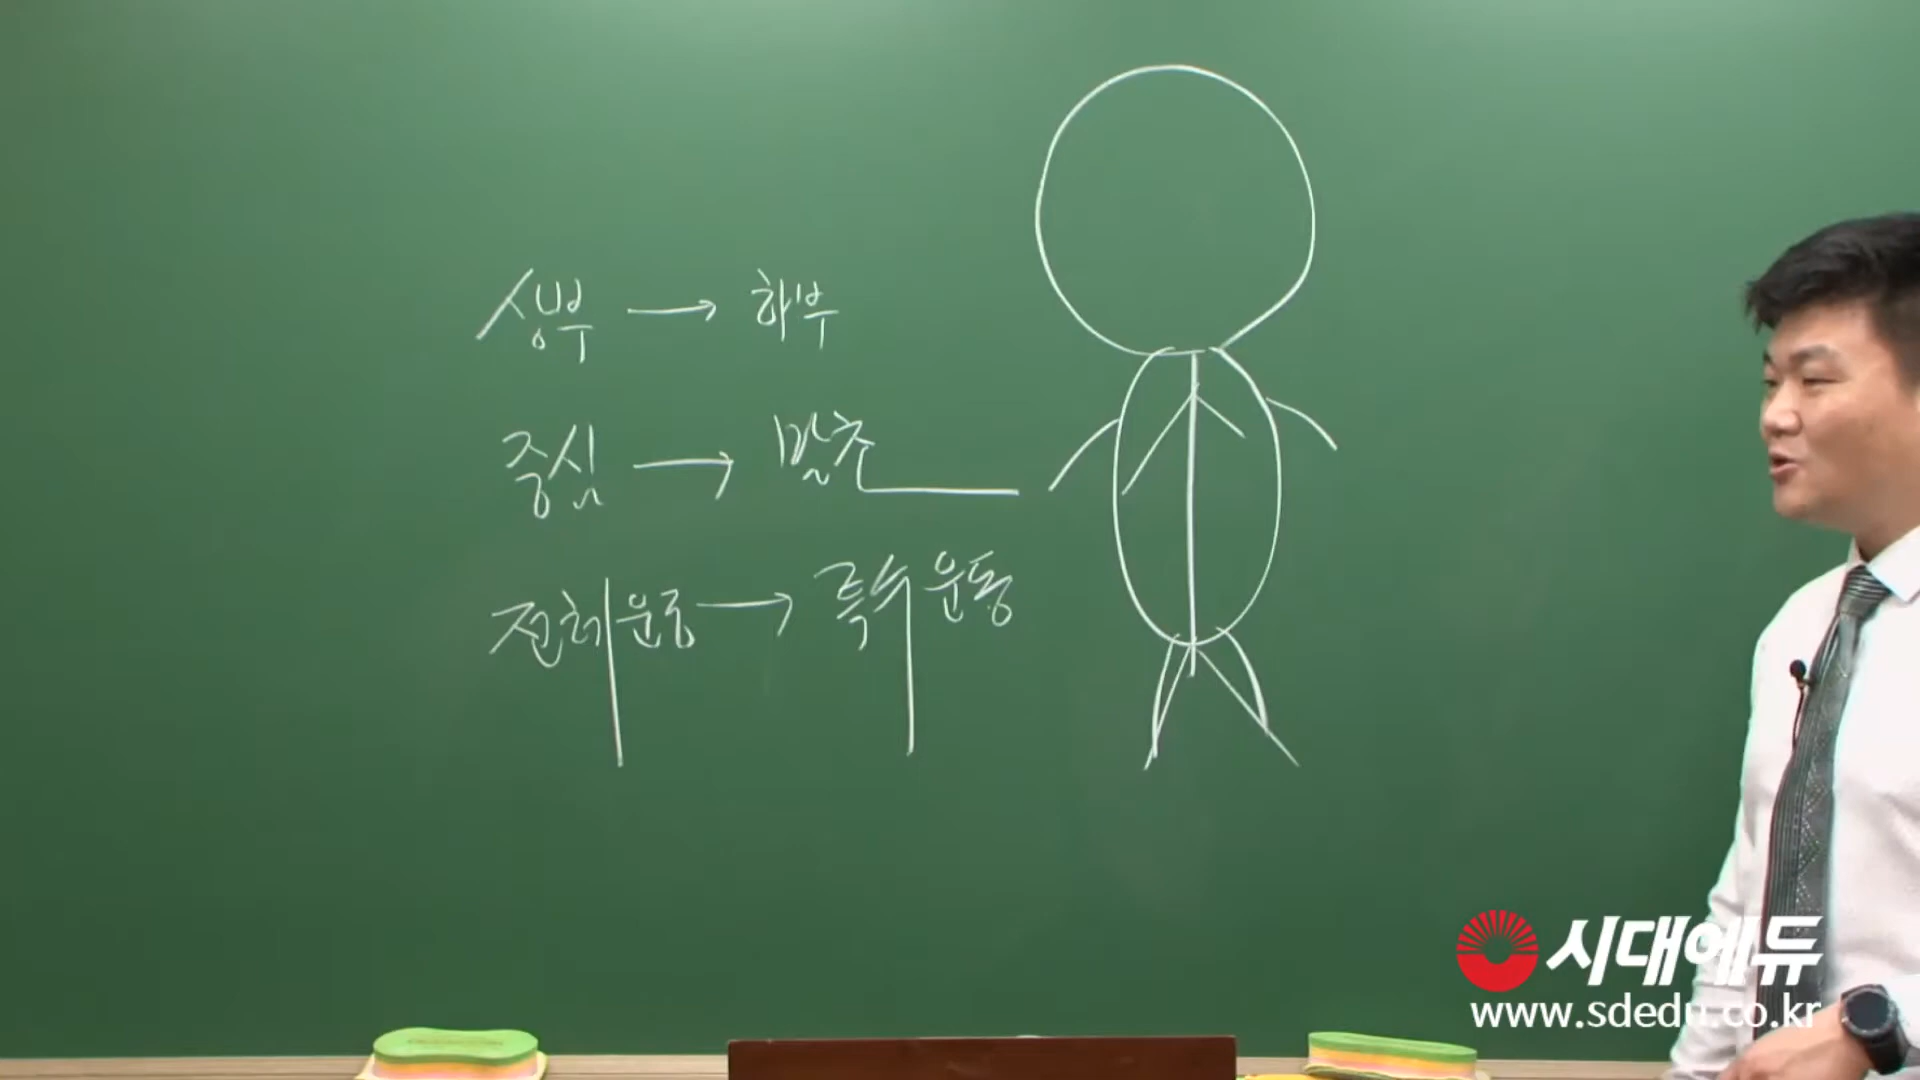 상부 → 하부
중심 → 말초
전체운동 → 특수운동
시대에듀
www.sdedu.co.kr